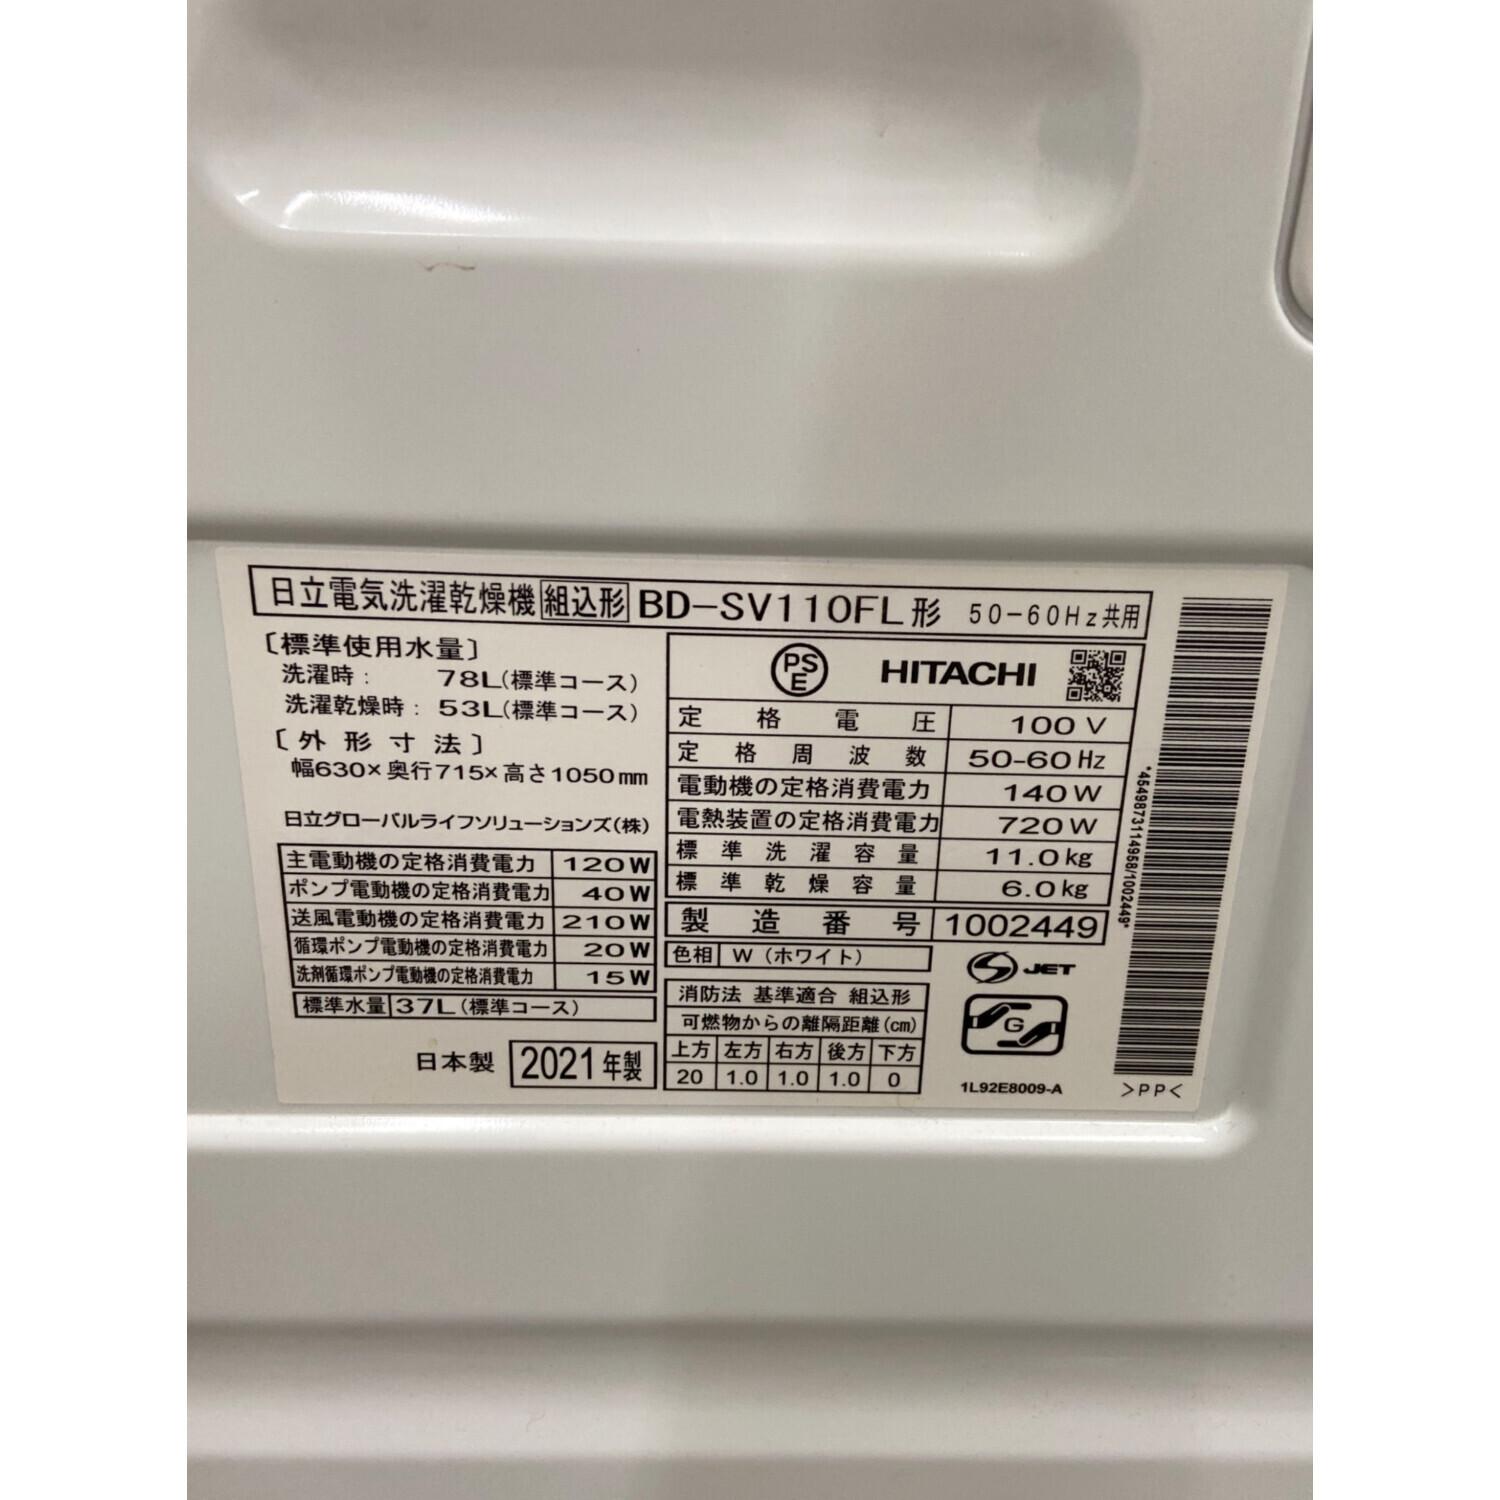 日立電気洗濯乾燥機 組込形 BD-SV110FL形 50-60Hz共用
〔標準使用水量〕
洗濯時： 78L(標準コース)
洗濯乾燥時： 53L(標準コース)
〔外形寸法〕
幅630×奥行715×高さ1050mm
日立グローバルライフソリューションズ(株)
主電動機の定格消費電力 120W
ポンプ電動機の定格消費電力 40W
送風電動機の定格消費電力 210W
循環ポンプ電動機の定格消費電力 20W
洗剤循環ポンプ電動機の定格消費電力 15W
標準水量 37L(標準コース)
日本製 2021年製
PSE HITACHI
定格電圧 100V
定格周波数 50-60Hz
電動機の定格消費電力 140W
電熱装置の定格消費電力 720W
標準洗濯容量 11.0kg
標準乾燥容量 6.0kg
製造番号 1002449
色相 W（ホワイト）
消防法 基準適合 組込形
可燃物からの離隔距離(cm)
上方 左方 右方 後方 下方
20 1.0 1.0 1.0 0
S JET
G
1L92E8009-A
*4549873114958/1002449*
>PP<